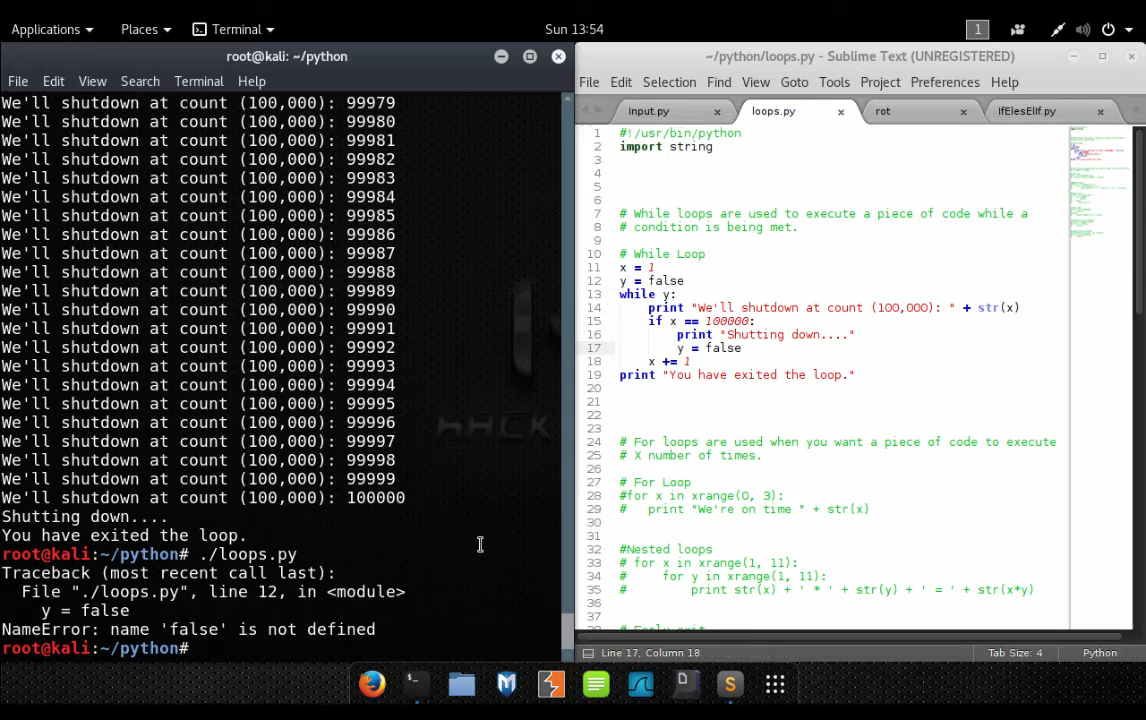 Applications
Places
Terminal
Sun 13:54
1
root@kali: ~/python
File Edit View Search Terminal Help
We'll shutdown at count (100,000): 99979
We'll shutdown at count (100,000): 99980
We'll shutdown at count (100,000): 99981
We'll shutdown at count (100,000): 99982
We'll shutdown at count (100,000): 99983
We'll shutdown at count (100,000): 99984
We'll shutdown at count (100,000): 99985
We'll shutdown at count (100,000): 99986
We'll shutdown at count (100,000): 99987
We'll shutdown at count (100,000): 99988
We'll shutdown at count (100,000): 99989
We'll shutdown at count (100,000): 99990
We'll shutdown at count (100,000): 99991
We'll shutdown at count (100,000): 99992
We'll shutdown at count (100,000): 99993
We'll shutdown at count (100,000): 99994
We'll shutdown at count (100,000): 99995
We'll shutdown at count (100,000): 99996
We'll shutdown at count (100,000): 99997
We'll shutdown at count (100,000): 99998
We'll shutdown at count (100,000): 99999
We'll shutdown at count (100,000): 100000
Shutting down....
You have exited the loop.
root@kali:~/python# ./loops.py
Traceback (most recent call last):
  File "./loops.py", line 12, in <module>
    y = false
NameError: name 'false' is not defined
root@kali:~/python#
~/python/loops.py - Sublime Text (UNREGISTERED)
File Edit Selection Find View Goto Tools Project Preferences Help
Input.py
loops.py
rot
IfElesElIf.py
1 #!/usr/bin/python
2 import string
3
4
5
6
7 # While loops are used to execute a piece of code while a
8 # condition is being met.
9
10 # While Loop
11 x = 1
12 y = false
13 while y:
14     print "We'll shutdown at count (100,000): " + str(x)
15     if x == 100000:
16         print "Shutting down...."
17         y = false
18     x += 1
19 print "You have exited the loop."
20
21
22
23
24 # For loops are used when you want a piece of code to execute
25 # X number of times.
26
27 # For Loop
28 #for x in xrange(0, 3):
29 #   print "We're on time " + str(x)
30
31
32 #Nested loops
33 # for x in xrange(1, 11):
34 #     for y in xrange(1, 11):
35 #         print str(x) + ' * ' + str(y) + ' = ' + str(x*y)
36
37
38 # Early exit
Line 17, Column 18
Tab Size: 4
Python